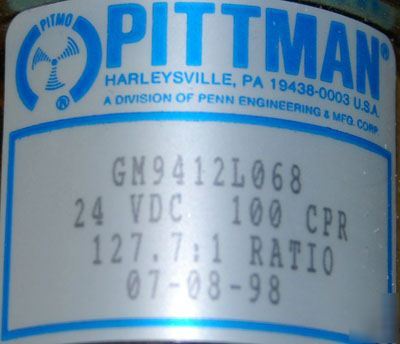 PITMO
®
PITTMAN®
HARLEYSVILLE, PA 19438-0003 U.S.A.
A DIVISION OF PENN ENGINEERING & MFG. CORP
GM9412L068
24 VDC 100 CPR
127.7:1 RATIO
07-08-98